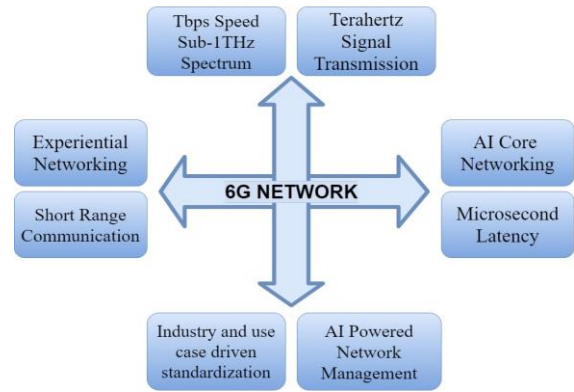 Tbps Speed
Sub-1THz
Spectrum
Terahertz
Signal
Transmission
Experiential
Networking
Short Range
Communication
6G NETWORK
AI Core
Networking
Microsecond
Latency
Industry and use
case driven
standardization
AI Powered
Network
Management